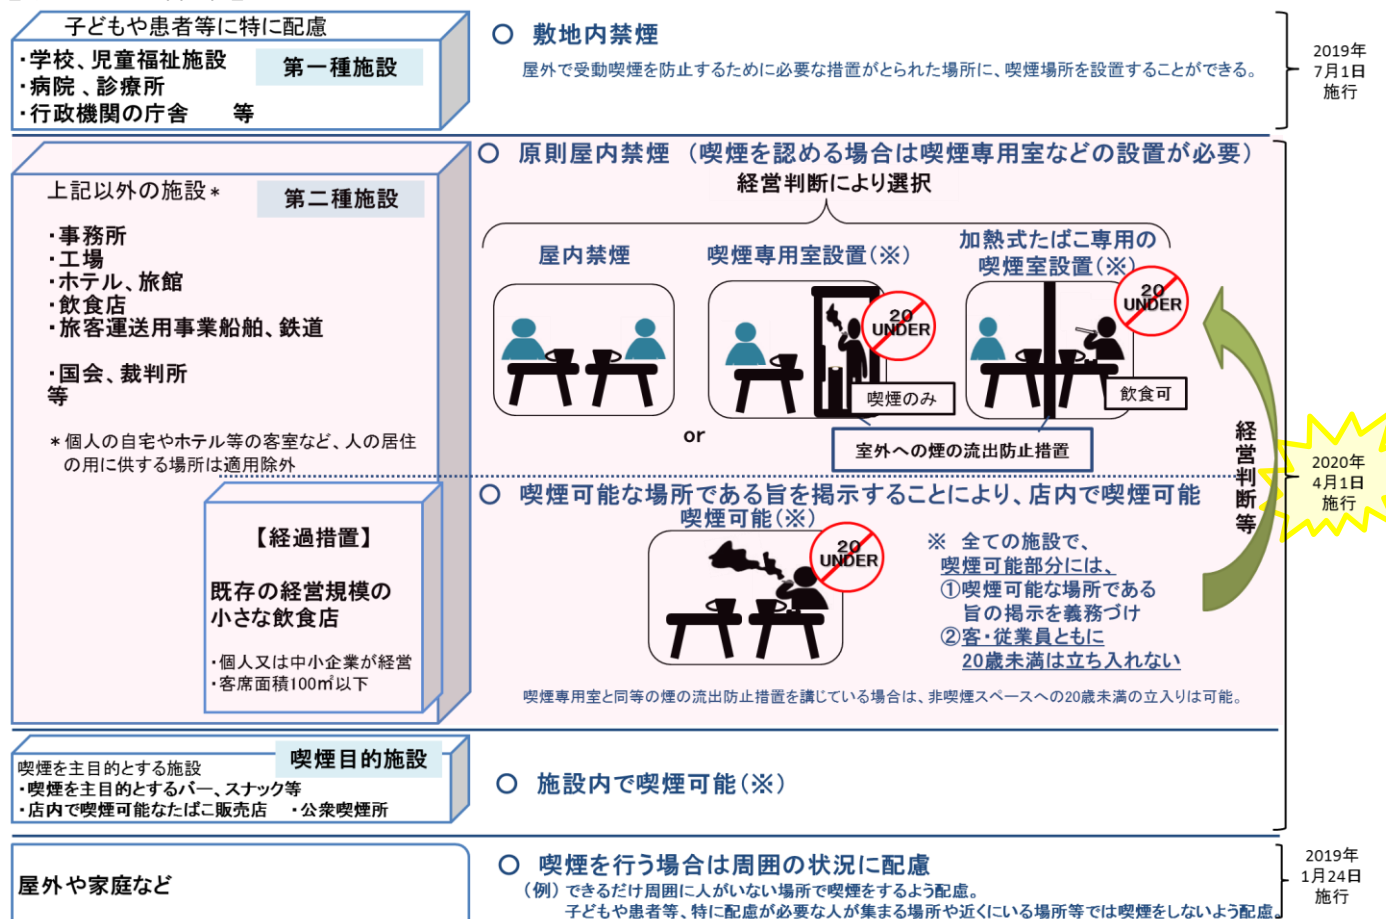 子どもや患者等に特に配慮
・学校、児童福祉施設
・病院 、診療所
・行政機関の庁舎　　等
第一種施設
○ 敷地内禁煙
屋外で受動喫煙を防止するために必要な措置がとられた場所に、喫煙場所を設置することができる。
2019年
7月1日
施行
上記以外の施設＊
第二種施設
・事務所
・工場
・ホテル、旅館
・飲食店
・旅客運送用事業船舶、鉄道
・国会、裁判所
等
＊個人の自宅やホテル等の客室など、人の居住
の用に供する場所は適用除外
○ 原則屋内禁煙 （喫煙を認める場合は喫煙専用室などの設置が必要）
経営判断により選択
屋内禁煙
喫煙専用室設置(※)
加熱式たばこ専用の
喫煙室設置(※)
20
UNDER
20
UNDER
喫煙のみ
飲食可
or
室外への煙の流出防止措置
経営判断等
2020年
4月1日
施行
【経過措置】
既存の経営規模の
小さな飲食店
・個人又は中小企業が経営
・客席面積100㎡以下
○ 喫煙可能な場所である旨を掲示することにより、店内で喫煙可能
喫煙可能(※)
20
UNDER
※ 全ての施設で、
喫煙可能部分には、
①喫煙可能な場所である
旨の掲示を義務づけ
②客・従業員ともに
20歳未満は立ち入れない
喫煙専用室と同等の煙の流出防止措置を講じている場合は、非喫煙スペースへの20歳未満の立入りは可能。
喫煙目的施設
喫煙を主目的とする施設
・喫煙を主目的とするバー、スナック等
・店内で喫煙可能なたばこ販売店　・公衆喫煙所
○ 施設内で喫煙可能(※)
屋外や家庭など
○ 喫煙を行う場合は周囲の状況に配慮
（例）できるだけ周囲に人がいない場所で喫煙をするよう配慮。
子どもや患者等、特に配慮が必要な人が集まる場所や近くにいる場所等では喫煙をしないよう配慮。
2019年
1月24日
施行